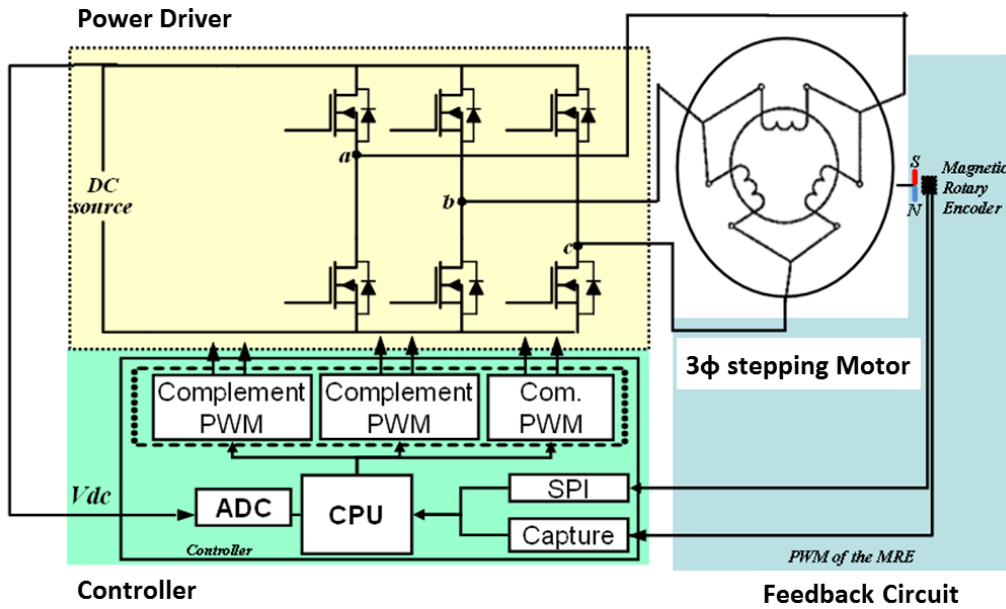 Power Driver
DC
source
a
b
c
S
N
Magnetic
Rotary
Encoder
3ф stepping Motor
Complement
PWM
Complement
PWM
Com.
PWM
Vdc
ADC
CPU
SPI
Capture
Controller
PWM of the MRE
Controller
Feedback Circuit